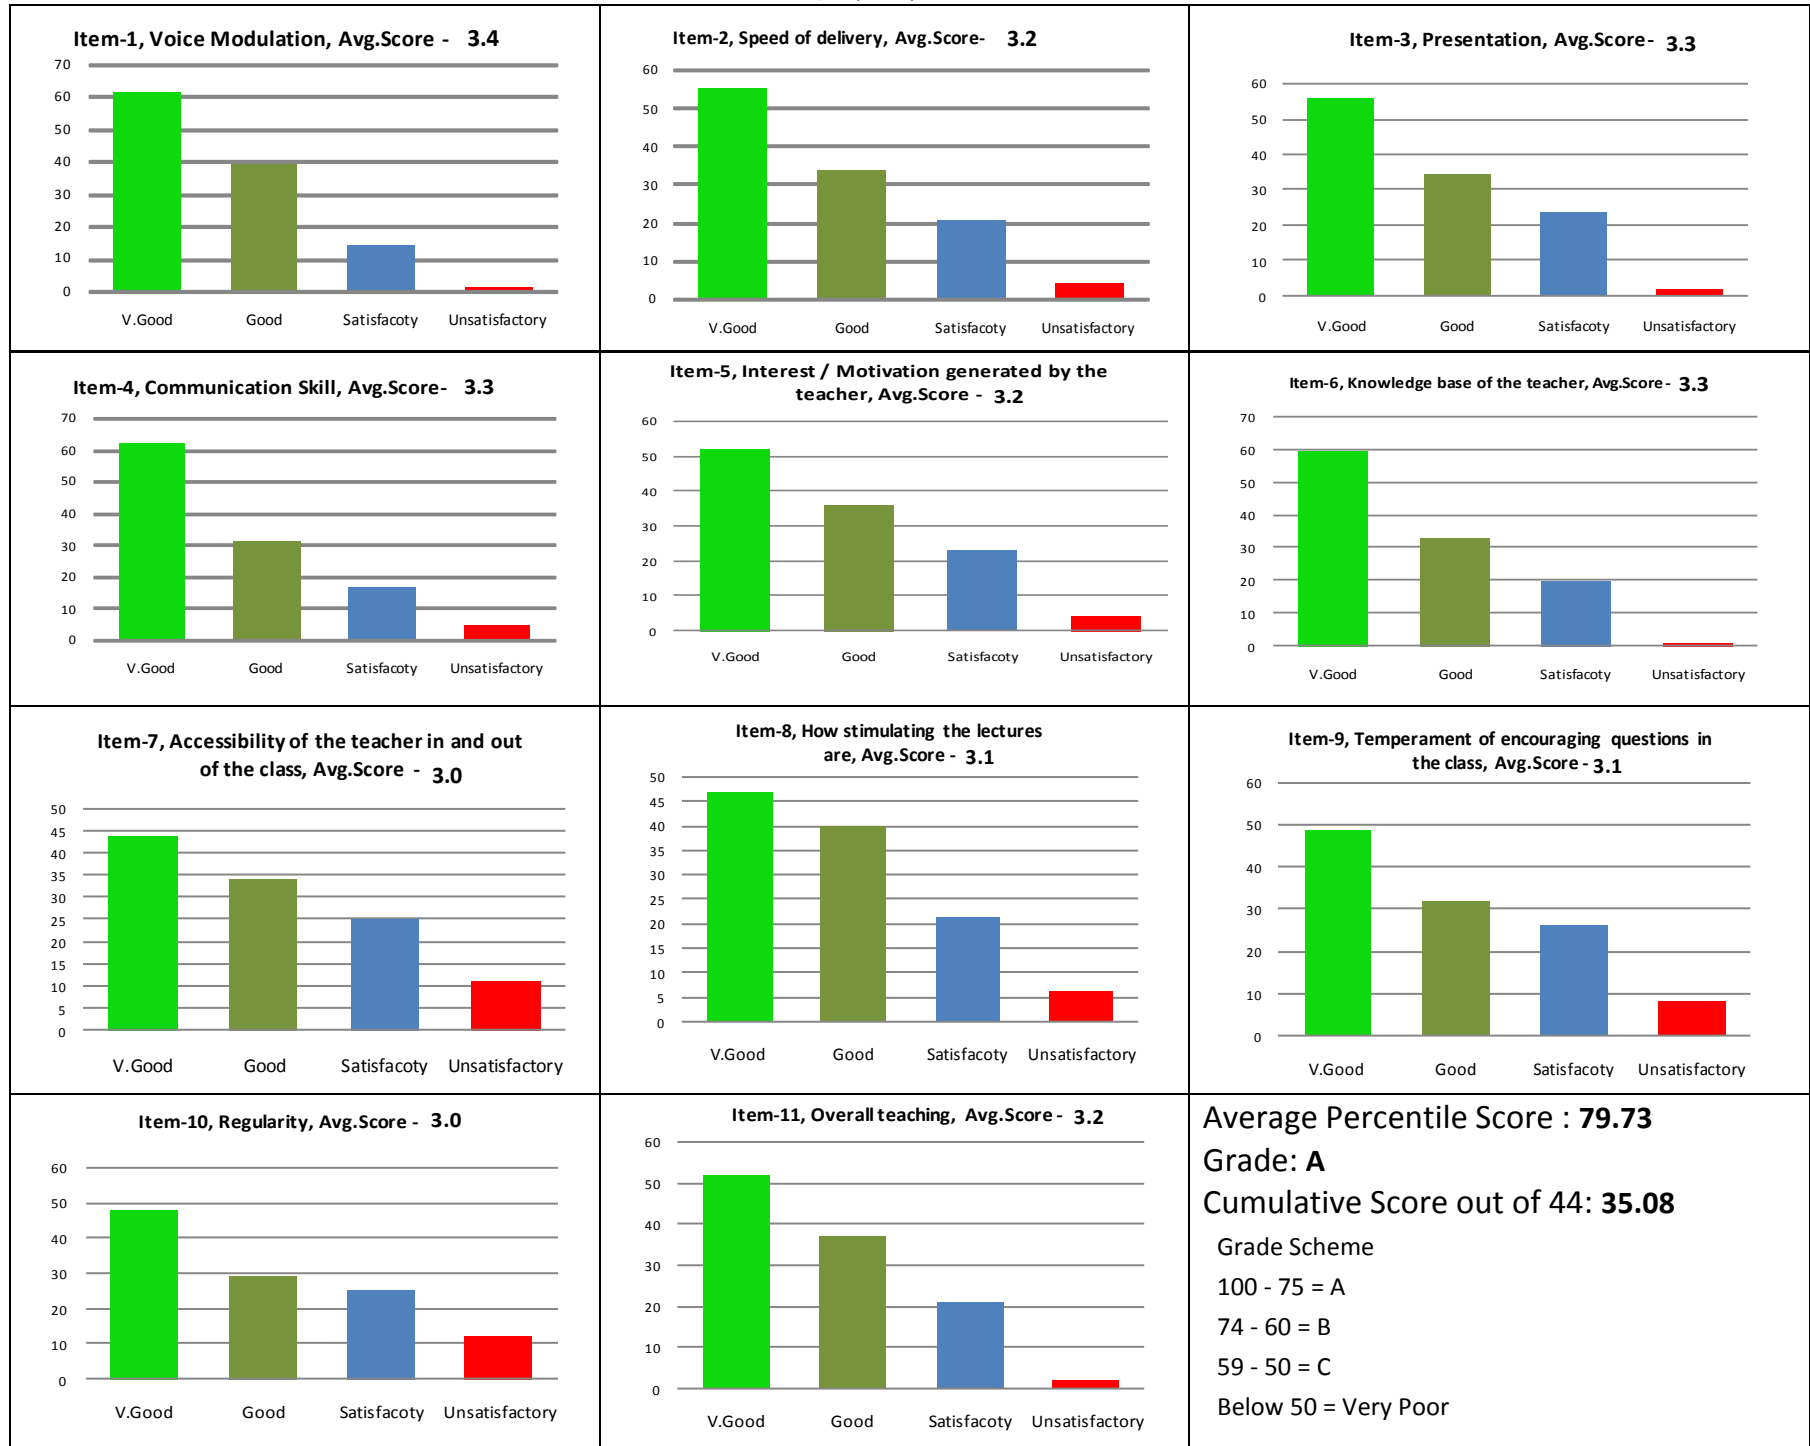 Item-1, Voice Modulation, Avg.Score - 3.4
70
60
50
40
30
20
10
0
V.Good Good Satisfacoty Unsatisfactory
Item-2, Speed of delivery, Avg.Score- 3.2
60
50
40
30
20
10
0
V.Good Good Satisfacoty Unsatisfactory
Item-3, Presentation, Avg.Score- 3.3
60
50
40
30
20
10
0
V.Good Good Satisfacoty Unsatisfactory
Item-4, Communication Skill, Avg.Score- 3.3
70
60
50
40
30
20
10
0
V.Good Good Satisfacoty Unsatisfactory
Item-5, Interest / Motivation generated by the
teacher, Avg.Score - 3.2
60
50
40
30
20
10
0
V.Good Good Satisfacoty Unsatisfactory
Item-6, Knowledge base of the teacher, Avg.Score - 3.3
70
60
50
40
30
20
10
0
V.Good Good Satisfacoty Unsatisfactory
Item-7, Accessibility of the teacher in and out
of the class, Avg.Score - 3.0
50
45
40
35
30
25
20
15
10
5
0
V.Good Good Satisfacoty Unsatisfactory
Item-8, How stimulating the lectures
are, Avg.Score - 3.1
50
45
40
35
30
25
20
15
10
5
0
V.Good Good Satisfacoty Unsatisfactory
Item-9, Temperament of encouraging questions in
the class, Avg.Score - 3.1
60
50
40
30
20
10
0
V.Good Good Satisfacoty Unsatisfactory
Item-10, Regularity, Avg.Score - 3.0
60
50
40
30
20
10
0
V.Good Good Satisfacoty Unsatisfactory
Item-11, Overall teaching, Avg.Score - 3.2
60
50
40
30
20
10
0
V.Good Good Satisfacoty Unsatisfactory
Average Percentile Score : 79.73
Grade: A
Cumulative Score out of 44: 35.08
Grade Scheme
100 - 75 = A
74 - 60 = B
59 - 50 = C
Below 50 = Very Poor